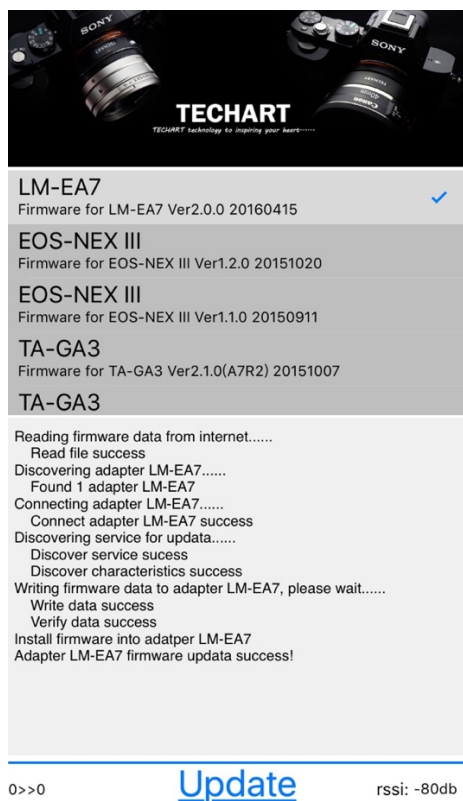 SONY
SONY
TECHART
TECHART technology to inspiring your heart······
Canon
40mm
LM-EA7
Firmware for LM-EA7 Ver2.0.0 20160415
EOS-NEX III
Firmware for EOS-NEX III Ver1.2.0 20151020
EOS-NEX III
Firmware for EOS-NEX III Ver1.1.0 20150911
TA-GA3
Firmware for TA-GA3 Ver2.1.0(A7R2) 20151007
TA-GA3
Reading firmware data from internet......
Read file success
Discovering adapter LM-EA7......
Found 1 adapter LM-EA7
Connecting adapter LM-EA7......
Connect adapter LM-EA7 success
Discovering service for updata......
Discover service sucess
Discover characteristics success
Writing firmware data to adapter LM-EA7, please wait......
Write data success
Verify data success
Install firmware into adatper LM-EA7
Adapter LM-EA7 firmware updata success!
0>>0
Update
rssi: -80db